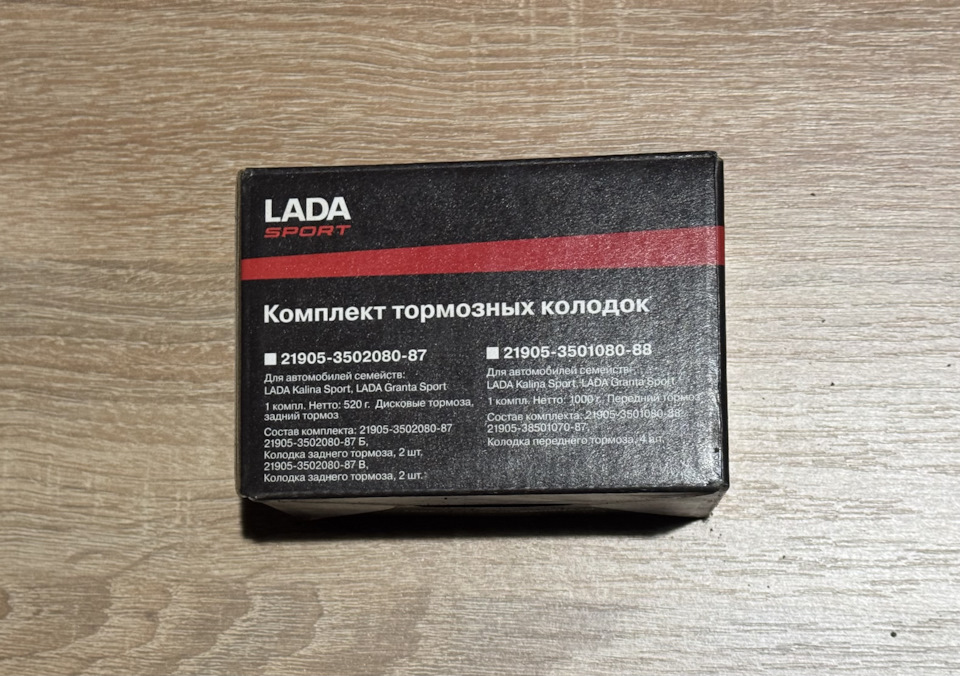 LADA
SPORT
Комплект тормозных колодок
21905-3502080-87
Для автомобилей семейств:
LADA Kalina Sport, LADA Granta Sport
1 компл. Нетто: 520 г. Дисковые тормоза,
задний тормоз
Состав комплекта: 21905-3502080-87
21905-3502080-87 Б,
Колодка заднего тормоза, 2 шт,
21905-3502080-87 В,
Колодка заднего тормоза, 2 шт.
21905-3501080-88
Для автомобилей семейств:
LADA Kalina Sport, LADA Granta Sport
1 компл. Нетто: 1000 г. Передний тормоз
Состав комплекта: 21905-3501080-88
21905-38501070-87,
Колодка переднего тормоза, 4 шт.